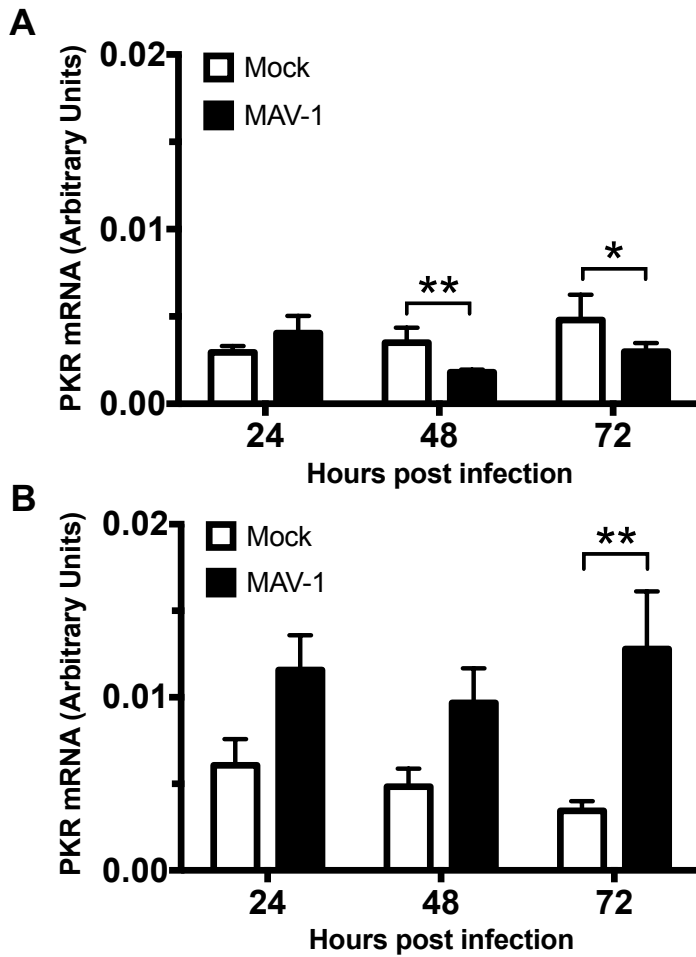 A
PKR mRNA (Arbitrary Units)
0.02
0.01
0.00
Mock
MAV-1
**
*
24 48 72
Hours post infection
B
PKR mRNA (Arbitrary Units)
0.02
0.01
0.00
Mock
MAV-1
**
24 48 72
Hours post infection